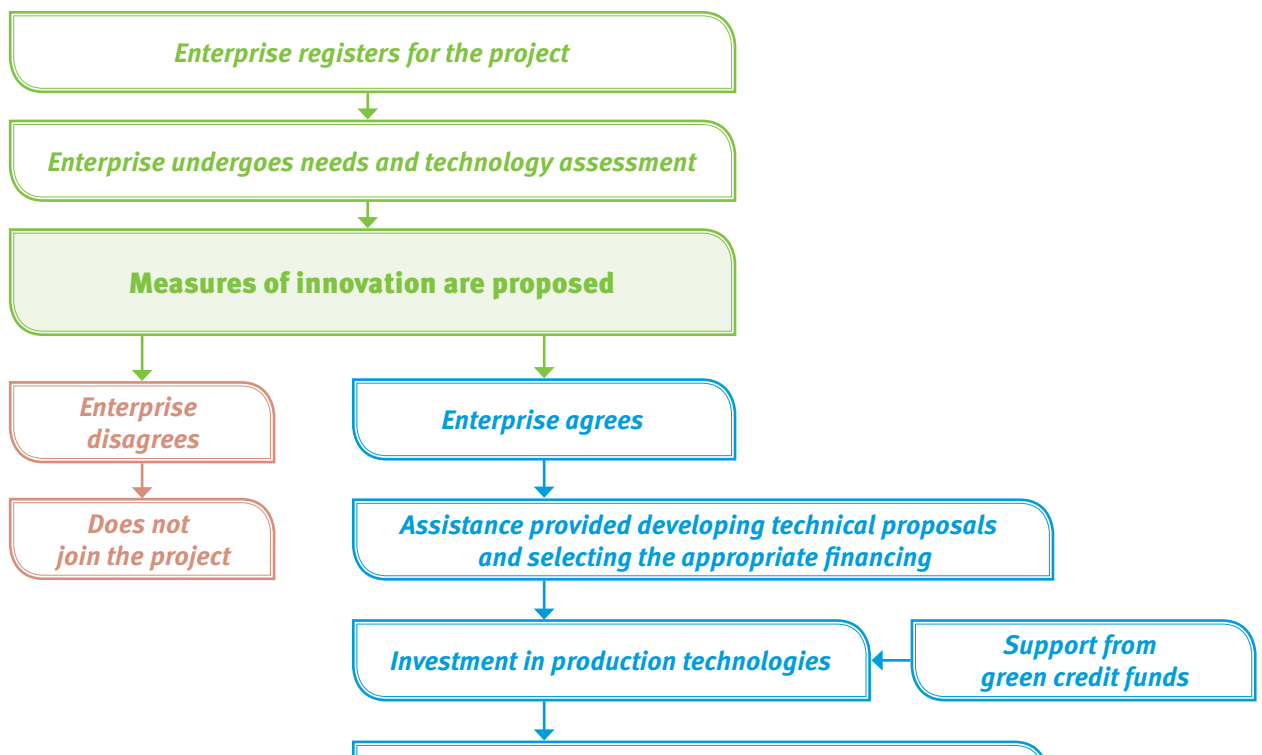 Enterprise registers for the project
Enterprise undergoes needs and technology assessment
Measures of innovation are proposed
Enterprise
disagrees
Enterprise agrees
Does not
join the project
Assistance provided developing technical proposals
and selecting the appropriate financing
Investment in production technologies
Support from
green credit funds